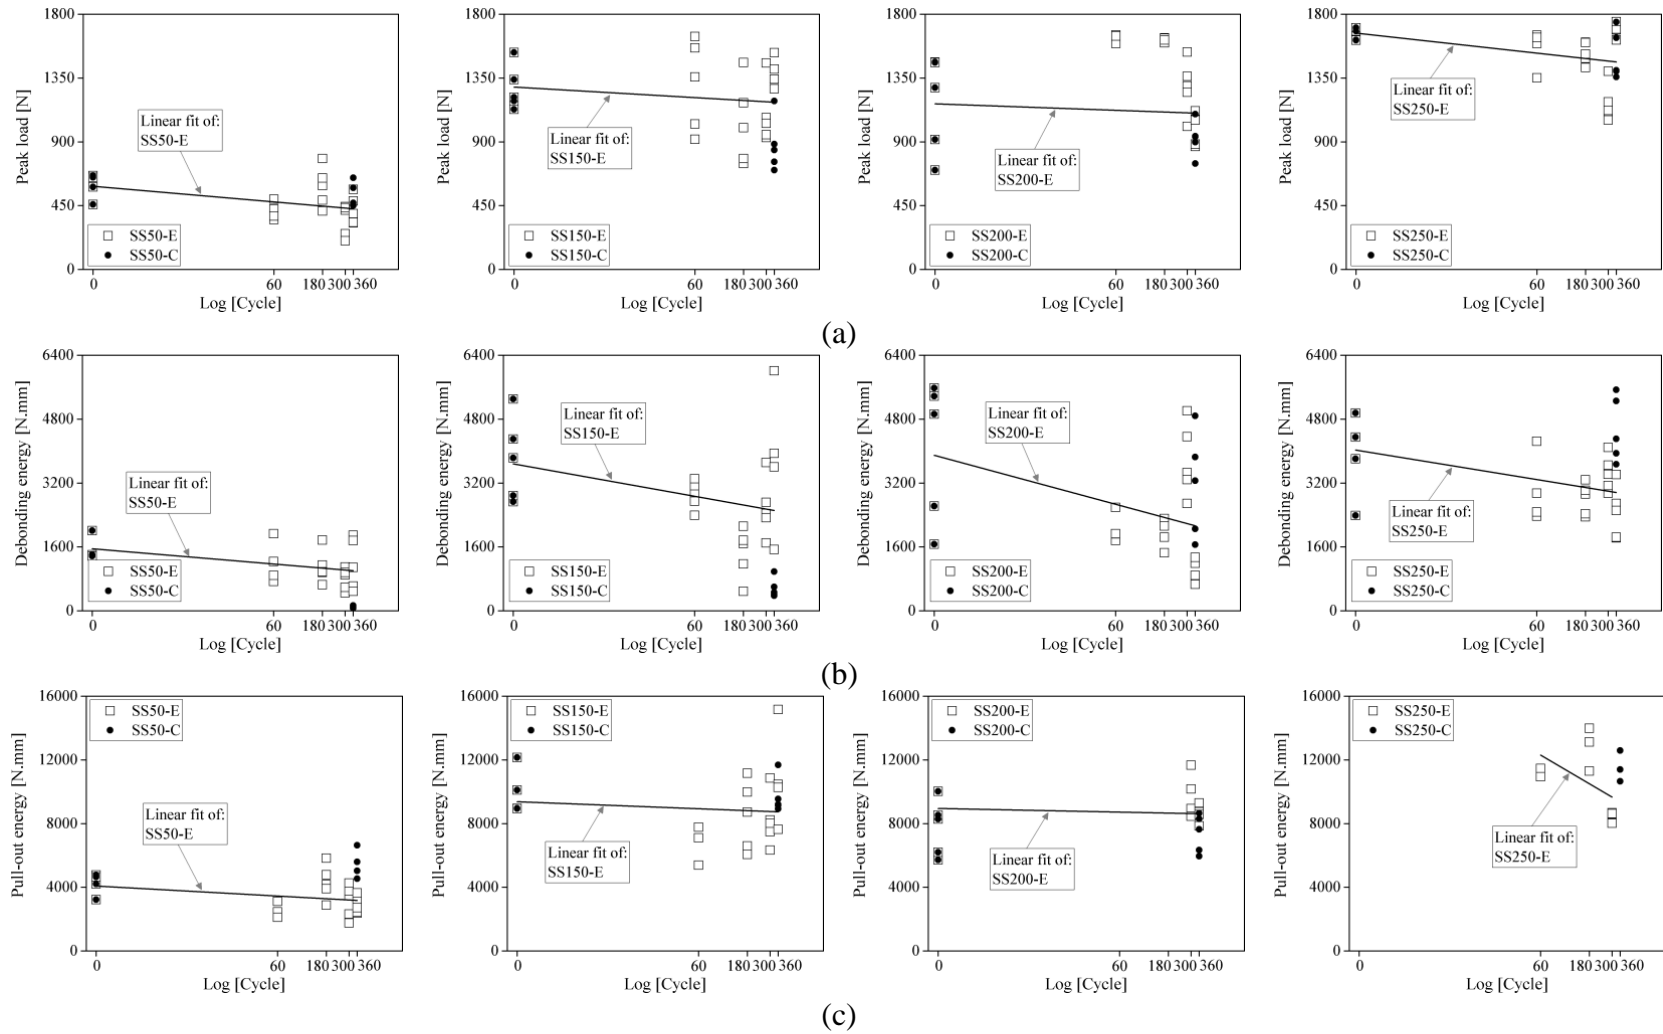 1800
1350
900
450
0
Peak load [N]
Linear fit of:
SS50-E
SS50-E
SS50-C
0 60 180 300 360
Log [Cycle]
1800
1350
900
450
0
Peak load [N]
Linear fit of:
SS150-E
SS150-E
SS150-C
0 60 180 300 360
Log [Cycle]
1800
1350
900
450
0
Peak load [N]
Linear fit of:
SS200-E
SS200-E
SS200-C
0 60 180 300 360
Log [Cycle]
1800
1350
900
450
0
Peak load [N]
Linear fit of:
SS250-E
SS250-E
SS250-C
0 60 180 300 360
Log [Cycle]
(a)
6400
4800
3200
1600
0
Debonding energy [N.mm]
Linear fit of:
SS50-E
SS50-E
SS50-C
0 60 180 300 360
Log [Cycle]
6400
4800
3200
1600
0
Debonding energy [N.mm]
Linear fit of:
SS150-E
SS150-E
SS150-C
0 60 180 300 360
Log [Cycle]
6400
4800
3200
1600
0
Debonding energy [N.mm]
Linear fit of:
SS200-E
SS200-E
SS200-C
0 60 180 300 360
Log [Cycle]
6400
4800
3200
1600
0
Debonding energy [N.mm]
Linear fit of:
SS250-E
SS250-E
SS250-C
0 60 180 300 360
Log [Cycle]
(b)
16000
12000
8000
4000
0
Pull-out energy [N.mm]
SS50-E
SS50-C
Linear fit of:
SS50-E
0 60 180 300 360
Log [Cycle]
16000
12000
8000
4000
0
Pull-out energy [N.mm]
SS150-E
SS150-C
Linear fit of:
SS150-E
0 60 180 300 360
Log [Cycle]
16000
12000
8000
4000
0
Pull-out energy [N.mm]
SS200-E
SS200-C
Linear fit of:
SS200-E
0 60 180 300 360
Log [Cycle]
16000
12000
8000
4000
0
Pull-out energy [N.mm]
SS250-E
SS250-C
Linear fit of:
SS250-E
0 60 180 300 360
Log [Cycle]
(c)